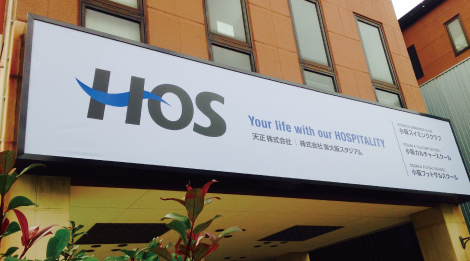 HOS
Your life with our HOSPITALITY
天正株式会社 株式会社東大阪スタジアム
小阪スイミングクラブ
小阪カルチャースクール
小阪フットサルスクール